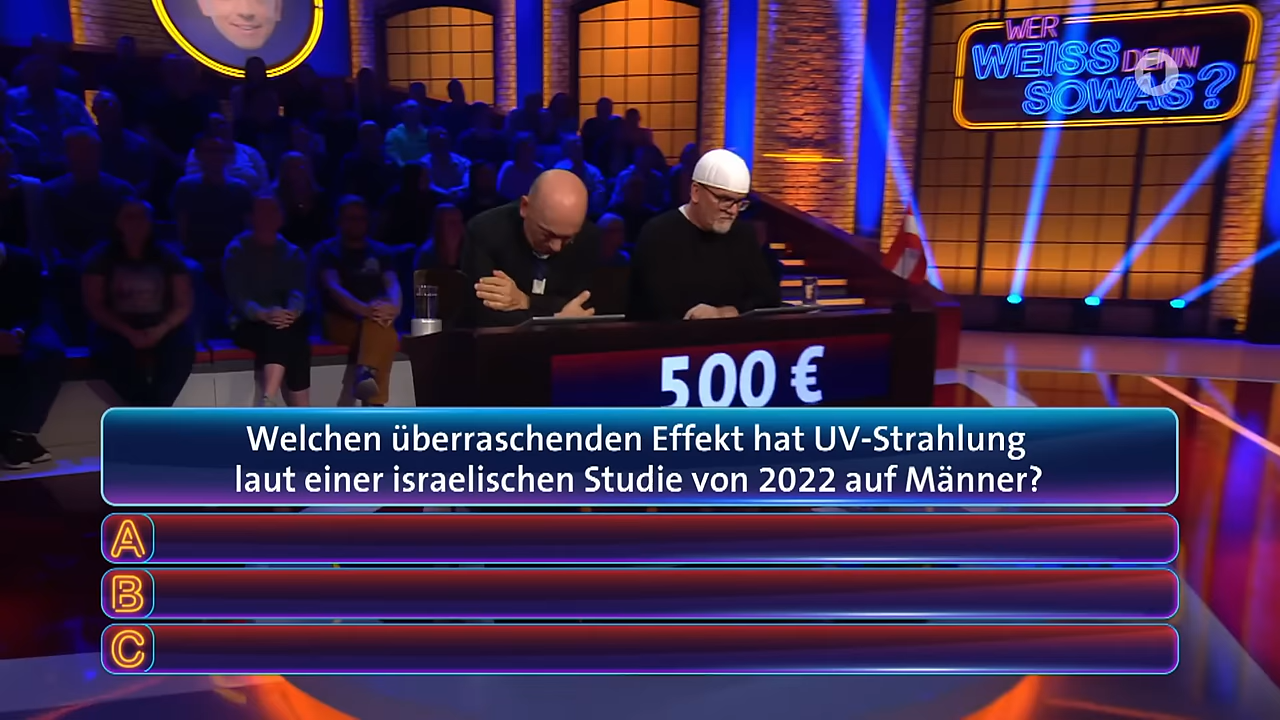 WER
WEISS DENN
SOWAS?
500 €
Welchen überraschenden Effekt hat UV-Strahlung
laut einer israelischen Studie von 2022 auf Männer?
A
B
C